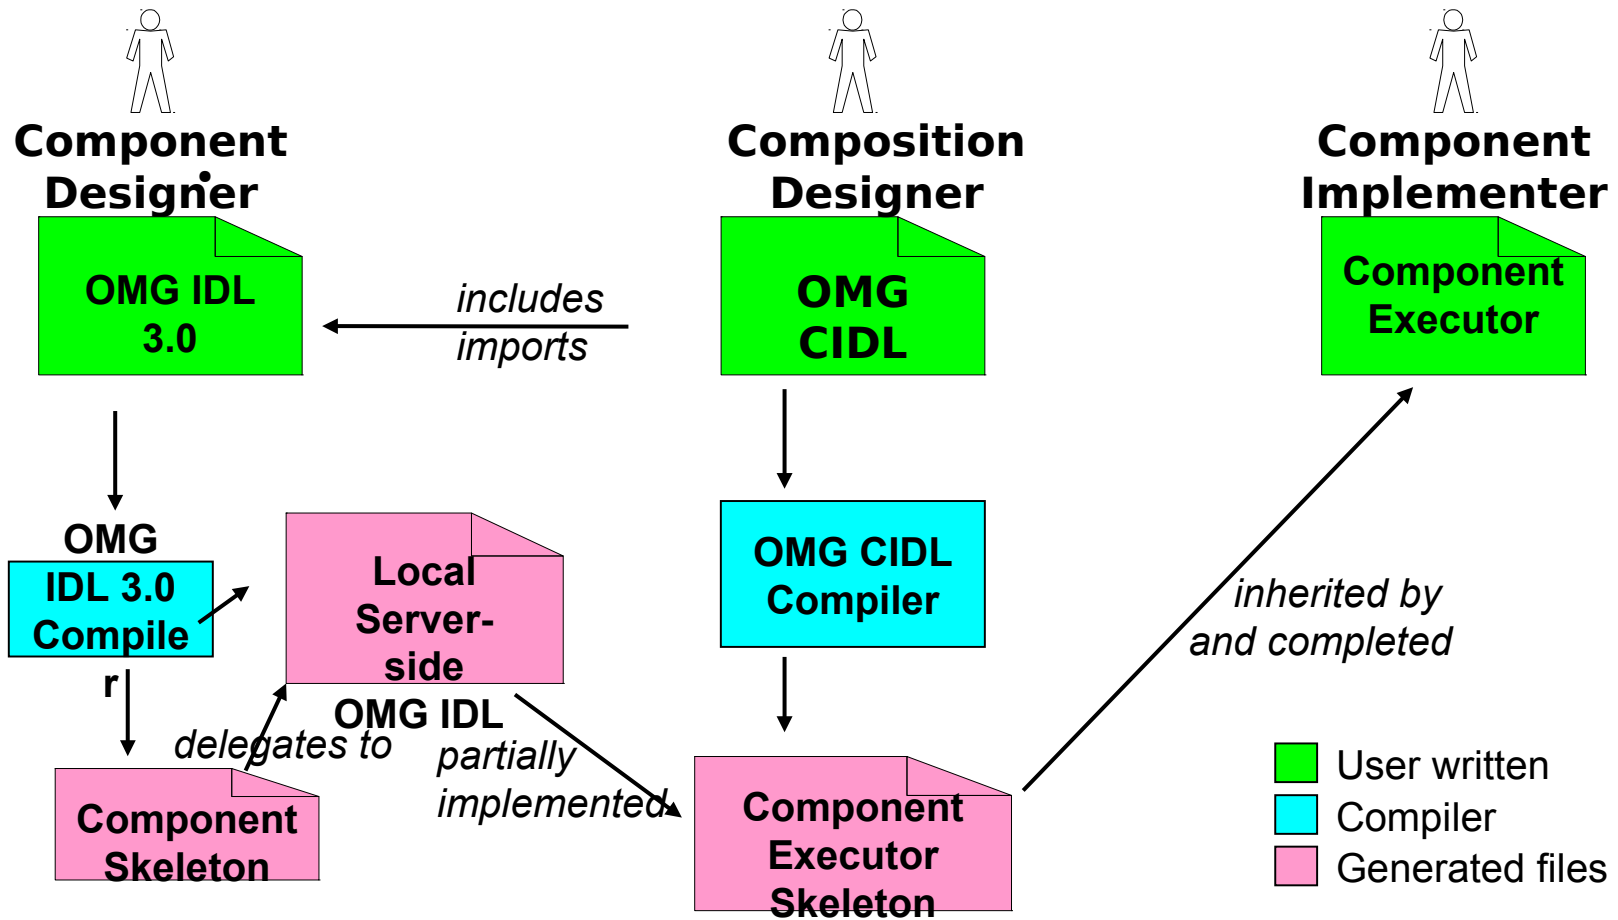 Component
Designer
Composition
Designer
Component
Implementer
OMG IDL
3.0
includes
imports
OMG
CIDL
Component
Executor
OMG
IDL 3.0
Compile
r
Local
Server-
side
OMG IDL
OMG CIDL
Compiler
inherited by
and completed
delegates to
partially
implemented
Component
Skeleton
Component
Executor
Skeleton
User written
Compiler
Generated files